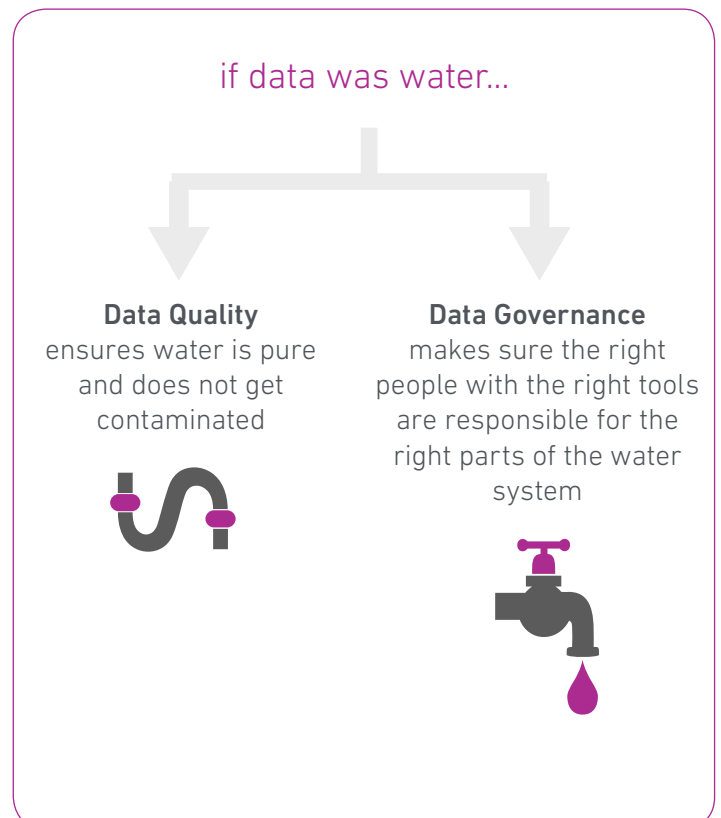 if data was water...
Data Quality
ensures water is pure
and does not get
contaminated
Data Governance
makes sure the right
people with the right tools
are responsible for the
right parts of the water
system